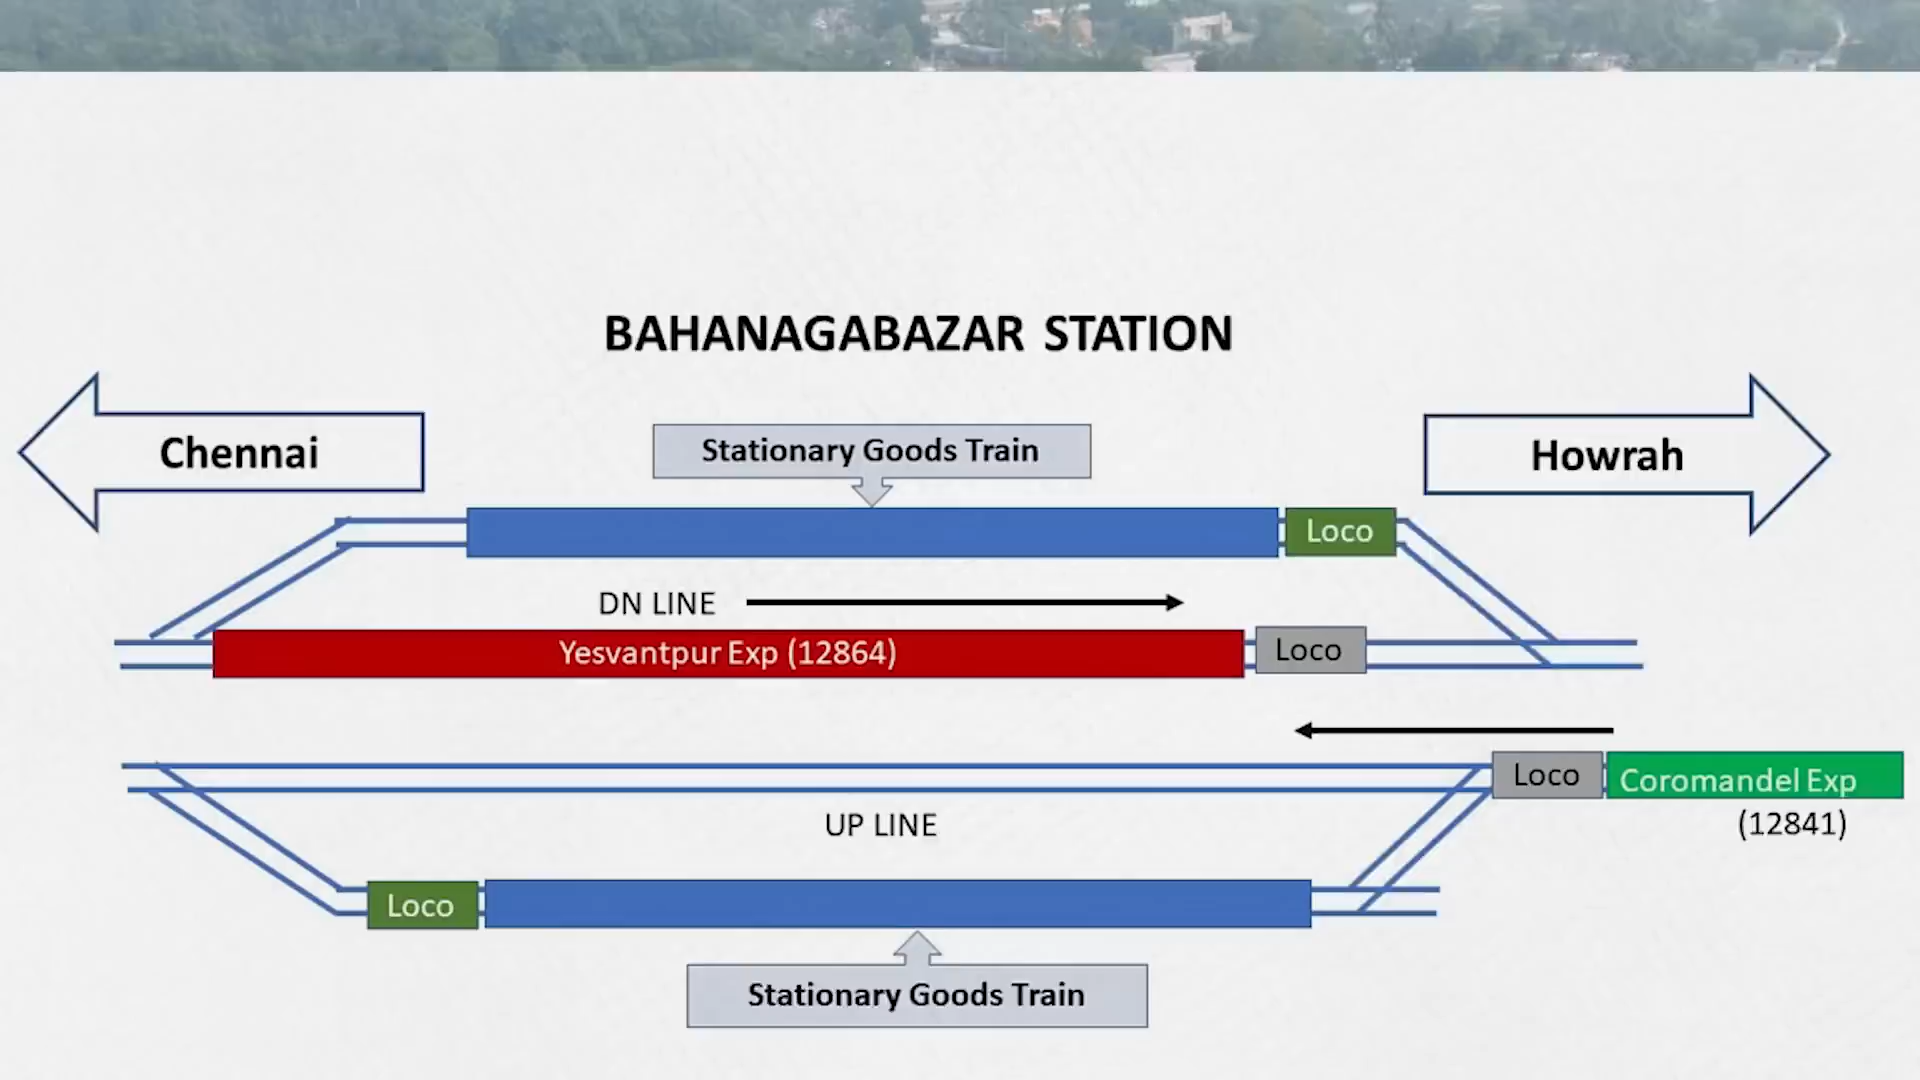 BAHANAGABAZAR STATION
Chennai
Stationary Goods Train
Howrah
Loco
DN LINE
Yesvantpur Exp (12864)
Loco
Loco
Coromandel Exp
(12841)
UP LINE
Loco
Stationary Goods Train